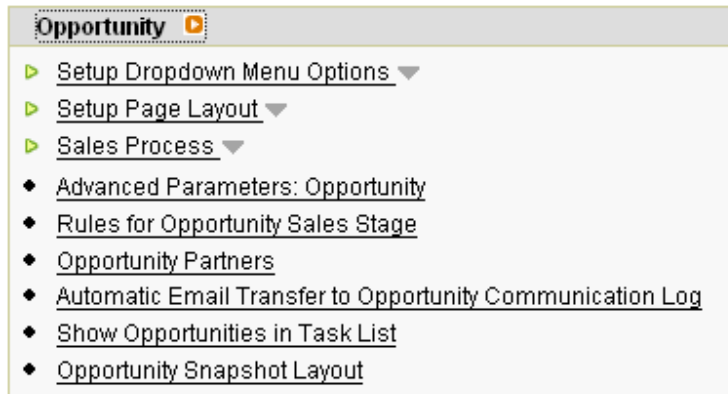 Opportunity
Setup Dropdown Menu Options
Setup Page Layout
Sales Process
Advanced Parameters: Opportunity
Rules for Opportunity Sales Stage
Opportunity Partners
Automatic Email Transfer to Opportunity Communication Log
Show Opportunities in Task List
Opportunity Snapshot Layout